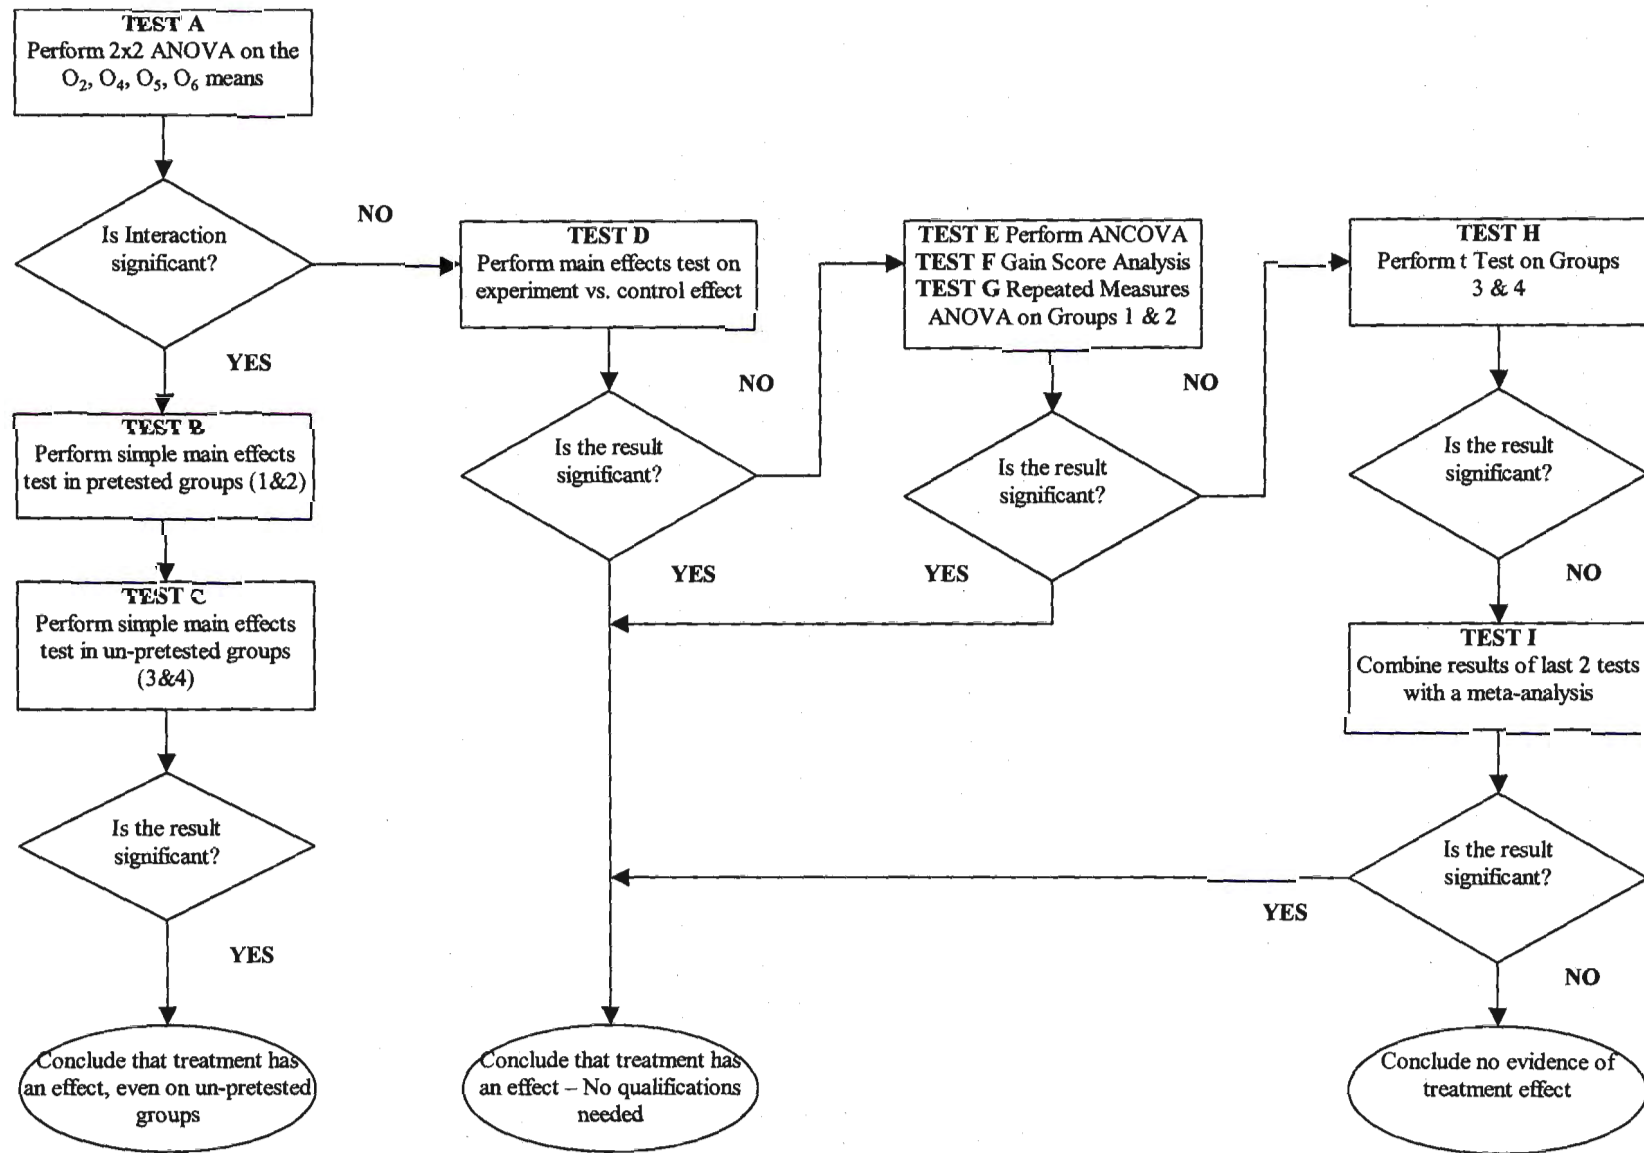 TEST A
Perform 2x2 ANOVA on the
O₂, O₄, O₅, O₆ means
Is Interaction
significant?
NO
YES
TEST B
Perform simple main effects
test in pretested groups (1&2)
TEST C
Perform simple main effects
test in un-pretested groups
(3&4)
Is the result
significant?
YES
Conclude that treatment has
an effect, even on un-pretested
groups
TEST D
Perform main effects test on
experiment vs. control effect
NO
Is the result
significant?
YES
Conclude that treatment has
an effect – No qualifications
needed
TEST E Perform ANCOVA
TEST F Gain Score Analysis
TEST G Repeated Measures
ANOVA on Groups 1 & 2
NO
Is the result
significant?
YES
TEST H
Perform t Test on Groups
3 & 4
Is the result
significant?
NO
TEST I
Combine results of last 2 tests
with a meta-analysis
Is the result
significant?
YES
NO
Conclude no evidence of
treatment effect